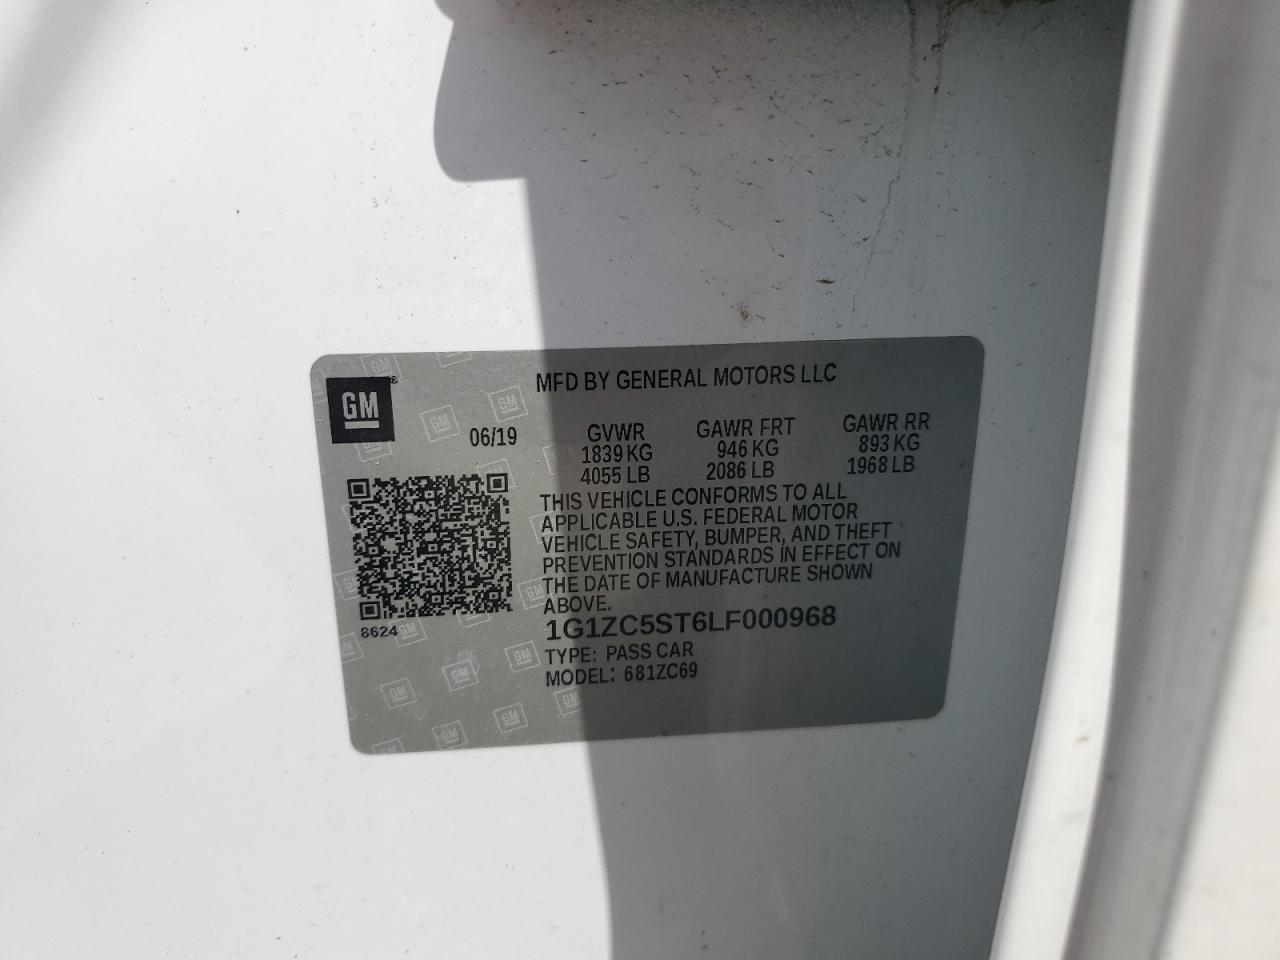 MFD BY GENERAL MOTORS LLC
GM®
06/19
GVWR GAWR FRT GAWR RR
1839 KG 946 KG 893 KG
4055 LB 2086 LB 1968 LB
THIS VEHICLE CONFORMS TO ALL
APPLICABLE U.S. FEDERAL MOTOR
VEHICLE SAFETY, BUMPER, AND THEFT
PREVENTION STANDARDS IN EFFECT ON
THE DATE OF MANUFACTURE SHOWN
ABOVE.
8624
1G1ZC5ST6LF000968
TYPE: PASS CAR
MODEL: 681ZC69